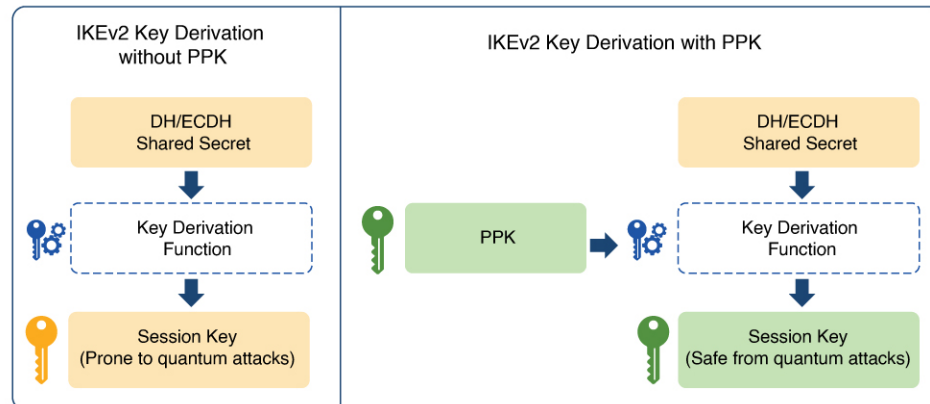 IKEv2 Key Derivation
without PPK
DH/ECDH
Shared Secret
Key Derivation
Function
Session Key
(Prone to quantum attacks)
IKEv2 Key Derivation with PPK
DH/ECDH
Shared Secret
PPK
Key Derivation
Function
Session Key
(Safe from quantum attacks)